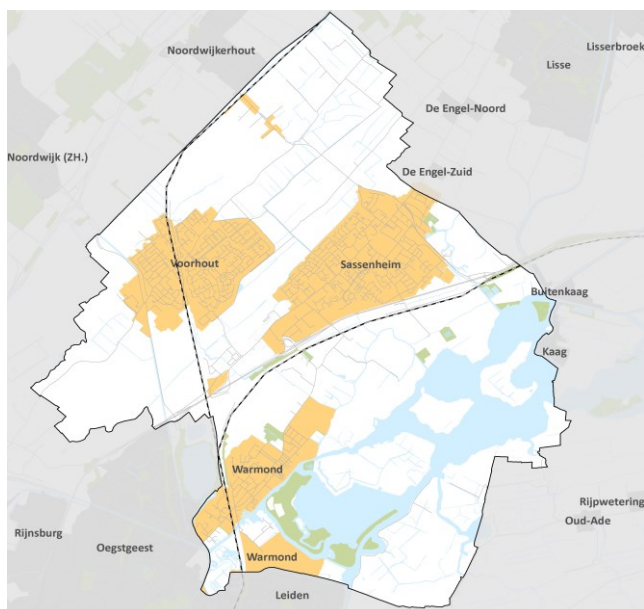 Noordwijkerhout
Lisserbroek
Lisse
De Engel-Noord
Noordwijk (ZH.)
De Engel-Zuid
Voorhout
Sassenheim
Buitenkaag
Kaag
Warmond
Rijpwetering
Oud-Ade
Rijnsburg
Oegstgeest
Warmond
Leiden